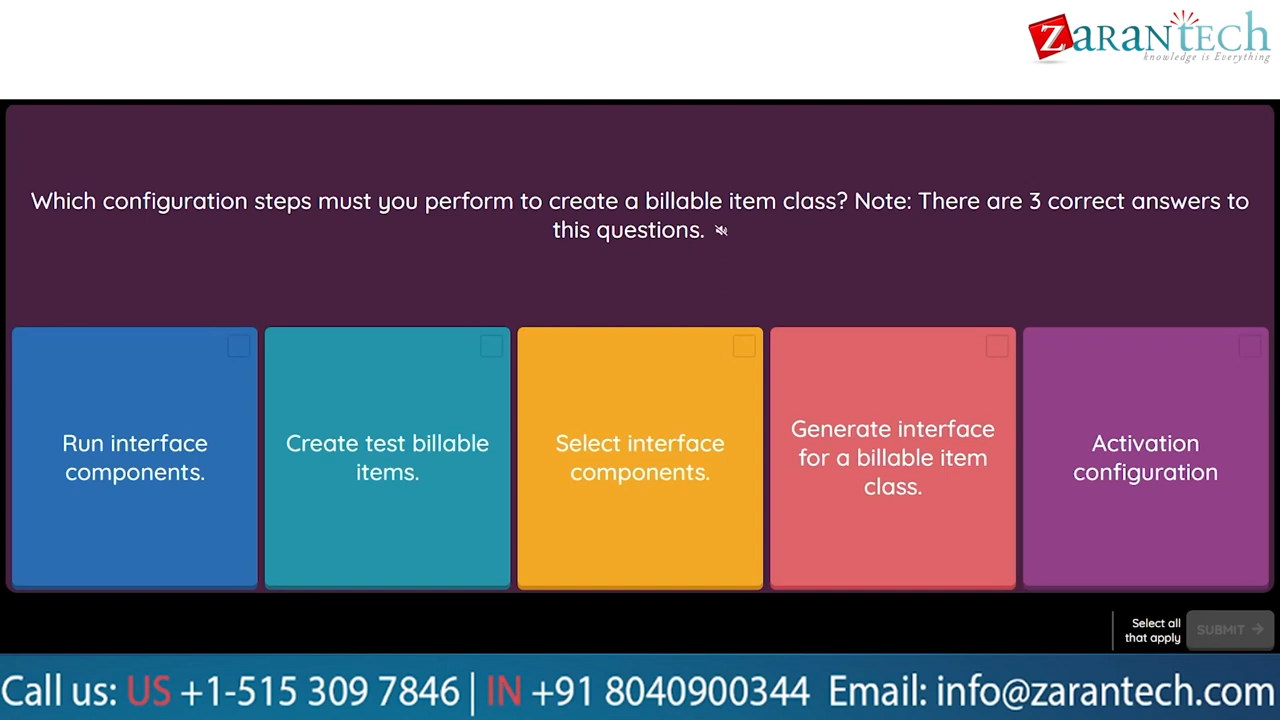 ZARANTECH
knowledge is Everything
Which configuration steps must you perform to create a billable item class? Note: There are 3 correct answers to
this questions.
Run interface
components.
Create test billable
items.
Select interface
components.
Generate interface
for a billable item
class.
Activation
configuration
Select all
that apply
SUBMIT →
Call us: US +1-515 309 7846 | IN +91 8040900344 Email: info@zarantech.com